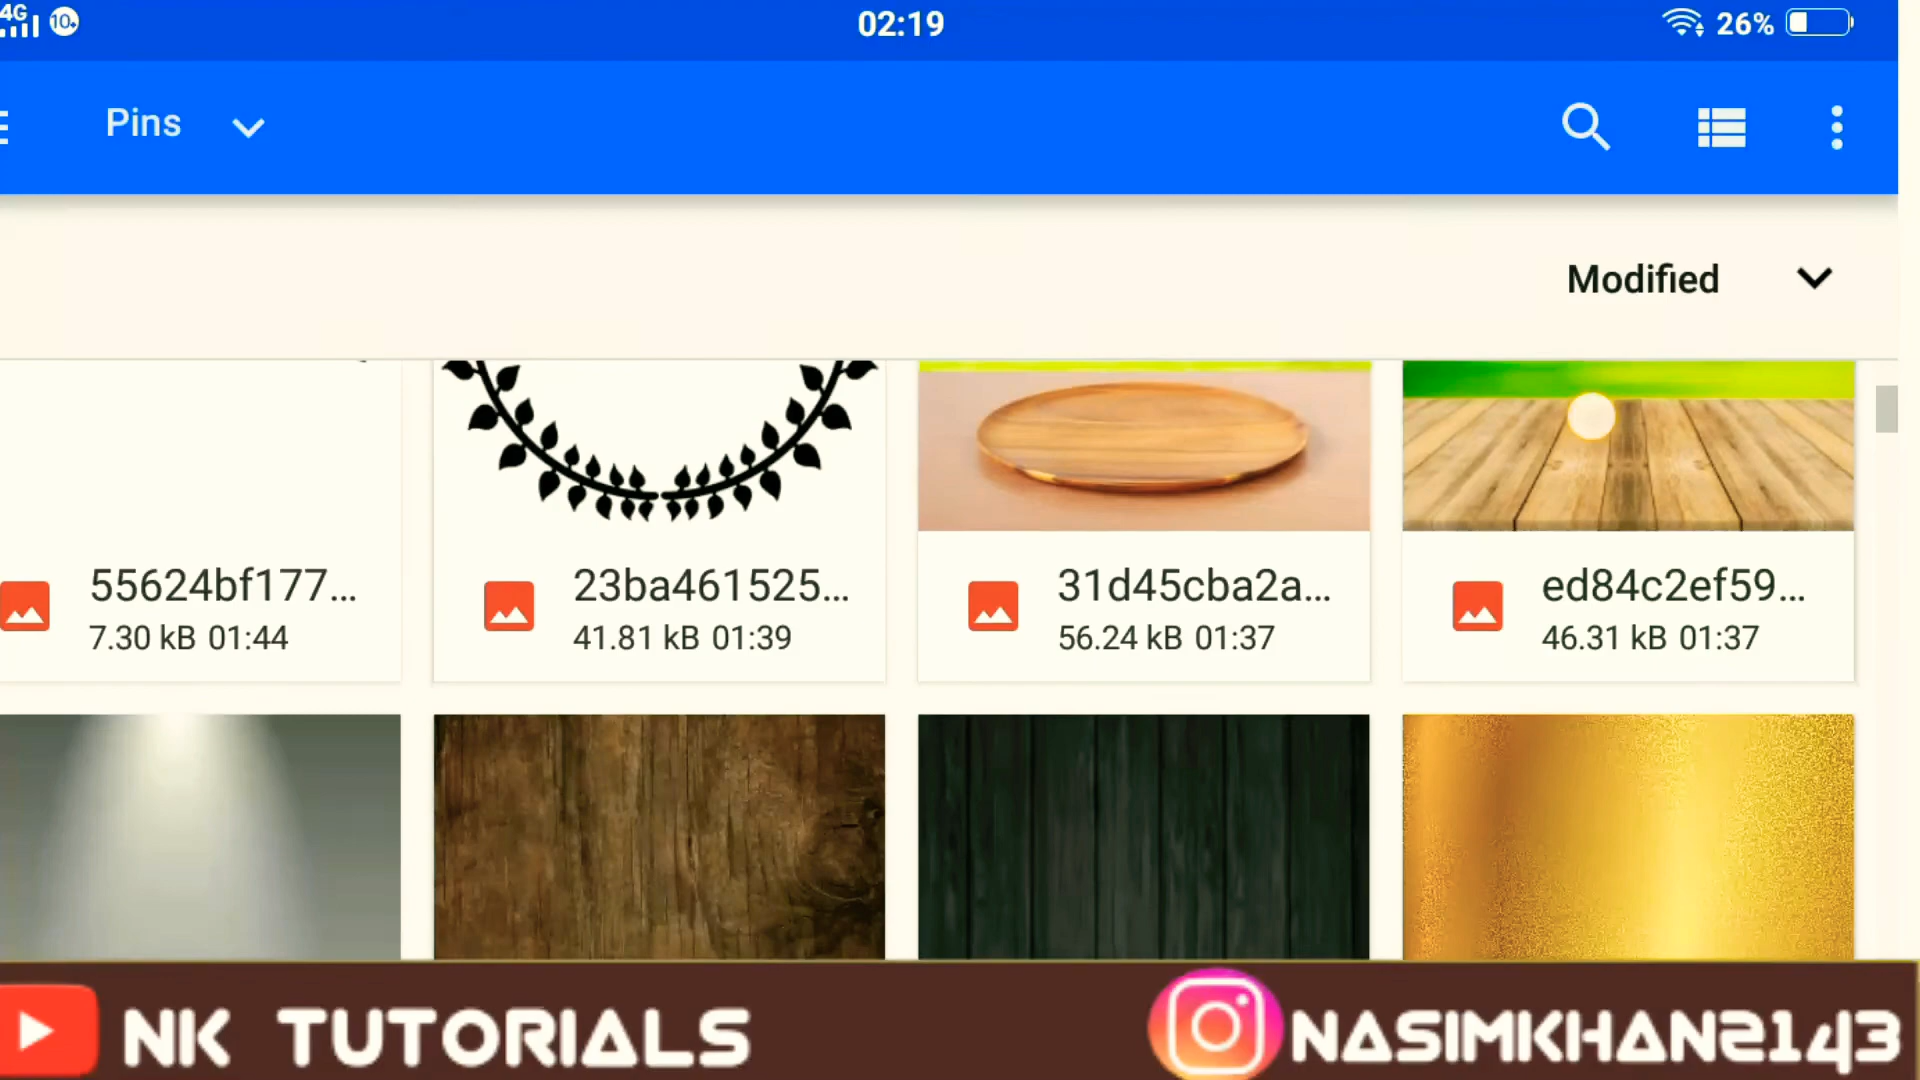 4G 10+ 02:19 26%
Pins
Modified
55624bf177... 23ba461525... 31d45cba2a... ed84c2ef59...
7.30 kB 01:44 41.81 kB 01:39 56.24 kB 01:37 46.31 kB 01:37
NK TUTORIALS NASIMKHAN2143